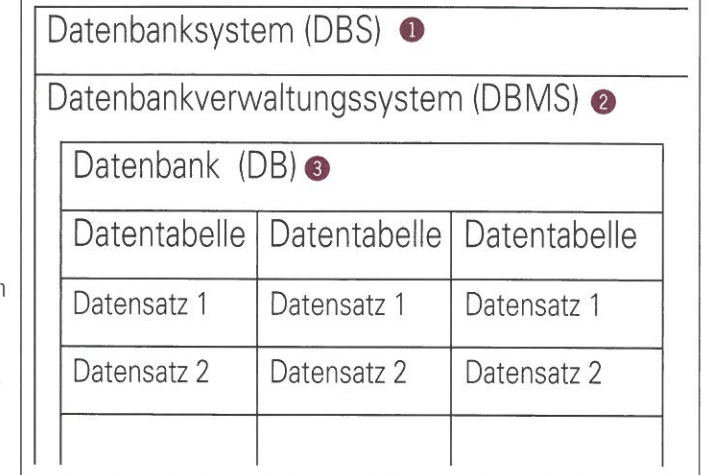 Datenbanksystem (DBS) 1
Datenbankverwaltungssystem (DBMS) 2
Datenbank (DB) 3
Datentabelle Datentabelle Datentabelle
Datensatz 1 Datensatz 1 Datensatz 1
n
Datensatz 2 Datensatz 2 Datensatz 2